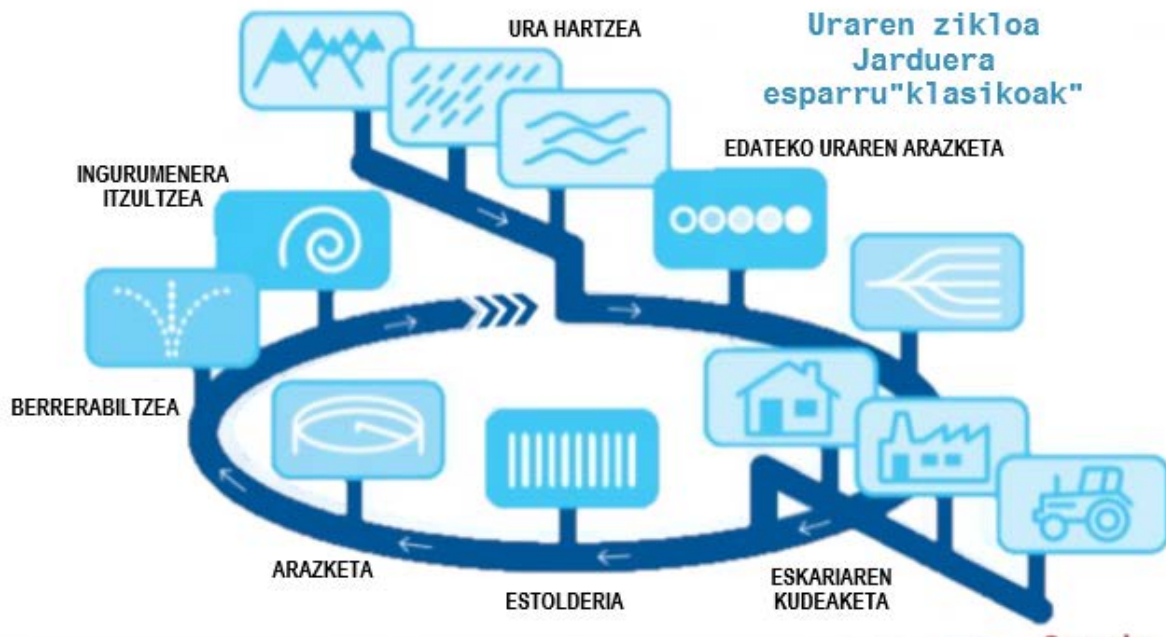 URA HARTZEA
Uraren zikloa
Jarduera
esparru"klasikoak"
EDATEKO URAREN ARAZKETA
INGURUMENERA
ITZULTZEA
BERRERABILTZEA
ARAZKETA
ESTOLDERIA
ESKARIAREN
KUDEAKETA